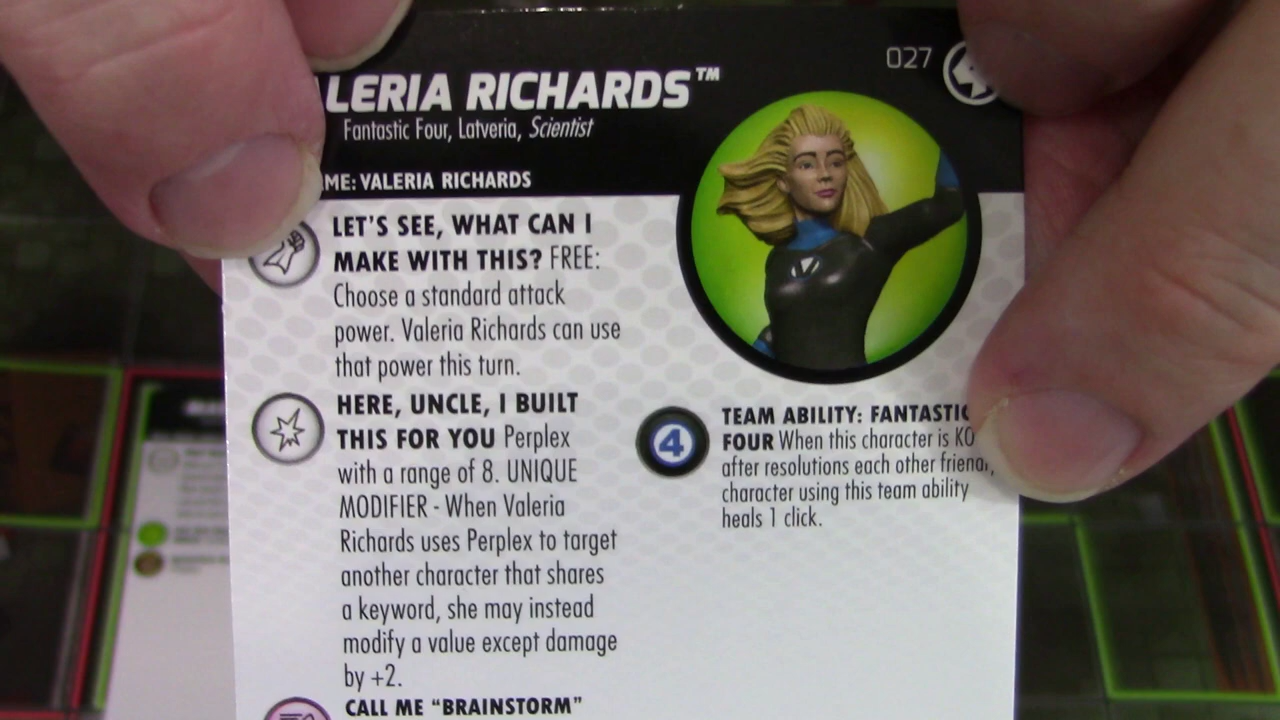 LERIA RICHARDS™
027
Fantastic Four, Latveria, Scientist
ME: VALERIA RICHARDS
LET'S SEE, WHAT CAN I
MAKE WITH THIS? FREE:
Choose a standard attack
power. Valeria Richards can use
that power this turn.
HERE, UNCLE, I BUILT
THIS FOR YOU Perplex
with a range of 8. UNIQUE
MODIFIER - When Valeria
Richards uses Perplex to target
another character that shares
a keyword, she may instead
modify a value except damage
by +2.
CALL ME "BRAINSTORM"
4
TEAM ABILITY: FANTASTIC
FOUR When this character is KO
after resolutions each other friendly
character using this team ability
heals 1 click.